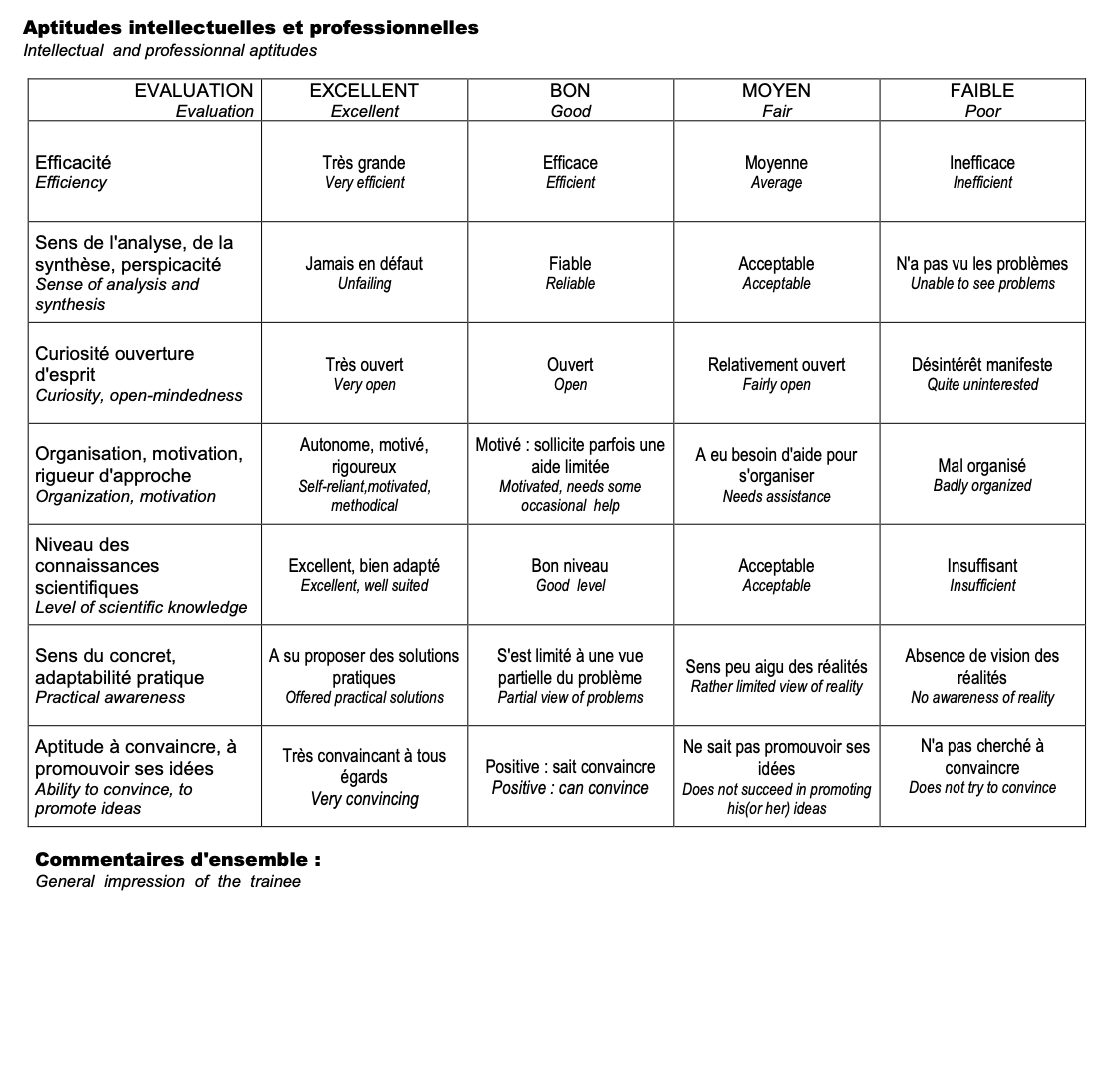 Aptitudes intellectuelles et professionnelles
Intellectual and professionnal aptitudes
EVALUATION
Evaluation
EXCELLENT
Excellent
BON
Good
MOYEN
Fair
FAIBLE
Poor
Efficacité
Efficiency
Très grande
Very efficient
Efficace
Efficient
Moyenne
Average
Inefficace
Inefficient
Sens de l'analyse, de la
synthèse, perspicacité
Sense of analysis and
synthesis
Jamais en défaut
Unfailing
Fiable
Reliable
Acceptable
Acceptable
N'a pas vu les problèmes
Unable to see problems
Curiosité ouverture
d'esprit
Curiosity, open-mindedness
Très ouvert
Very open
Ouvert
Open
Relativement ouvert
Fairly open
Désintérêt manifeste
Quite uninterested
Organisation, motivation,
rigueur d'approche
Organization, motivation
Autonome, motivé,
rigoureux
Self-reliant,motivated,
methodical
Motivé : sollicite parfois une
aide limitée
Motivated, needs some
occasional help
A eu besoin d'aide pour
s'organiser
Needs assistance
Mal organisé
Badly organized
Niveau des
connaissances
scientifiques
Level of scientific knowledge
Excellent, bien adapté
Excellent, well suited
Bon niveau
Good level
Acceptable
Acceptable
Insuffisant
Insufficient
Sens du concret,
adaptabilité pratique
Practical awareness
A su proposer des solutions
pratiques
Offered practical solutions
S'est limité à une vue
partielle du problème
Partial view of problems
Sens peu aigu des réalités
Rather limited view of reality
Absence de vision des
réalités
No awareness of reality
Aptitude à convaincre, à
promouvoir ses idées
Ability to convince, to
promote ideas
Très convaincant à tous
égards
Very convincing
Positive : sait convaincre
Positive : can convince
Ne sait pas promouvoir ses
idées
Does not succeed in promoting
his(or her) ideas
N'a pas cherché à
convaincre
Does not try to convince
Commentaires d'ensemble :
General impression of the trainee